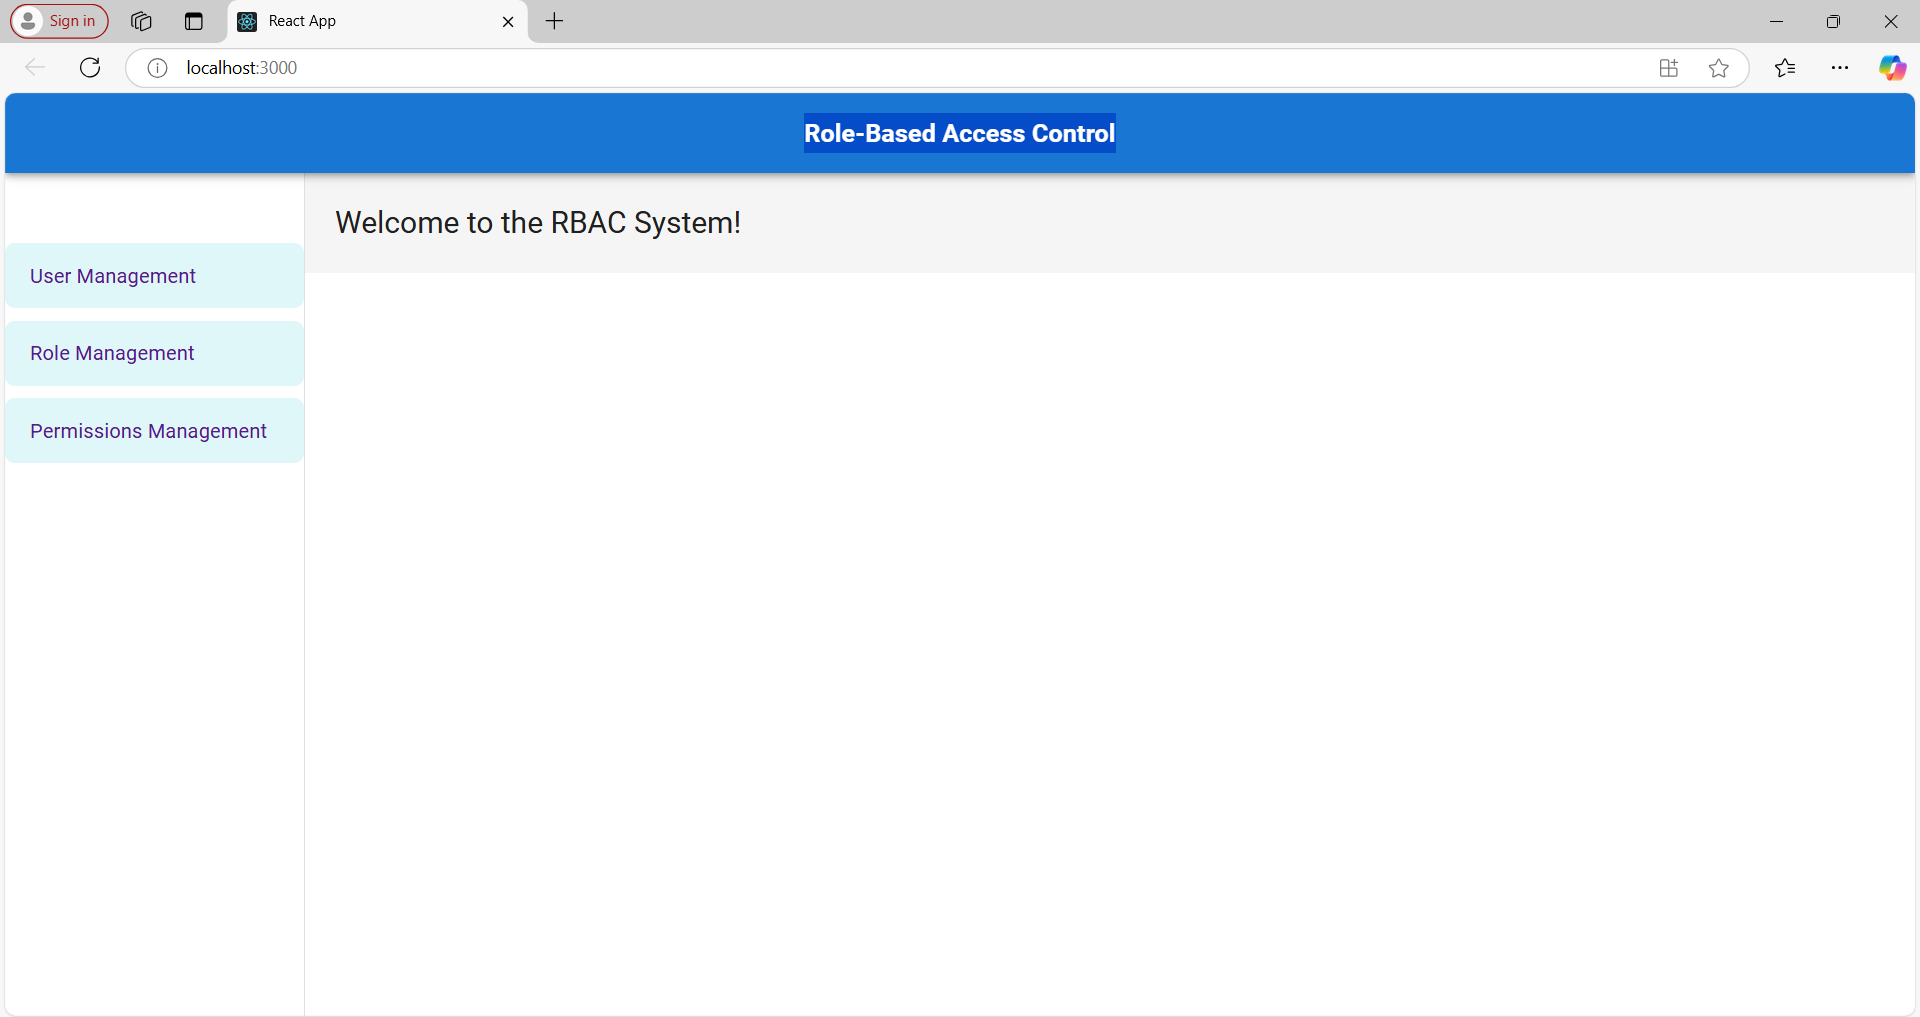 Sign in
React App
localhost:3000
Role-Based Access Control
Welcome to the RBAC System!
User Management
Role Management
Permissions Management